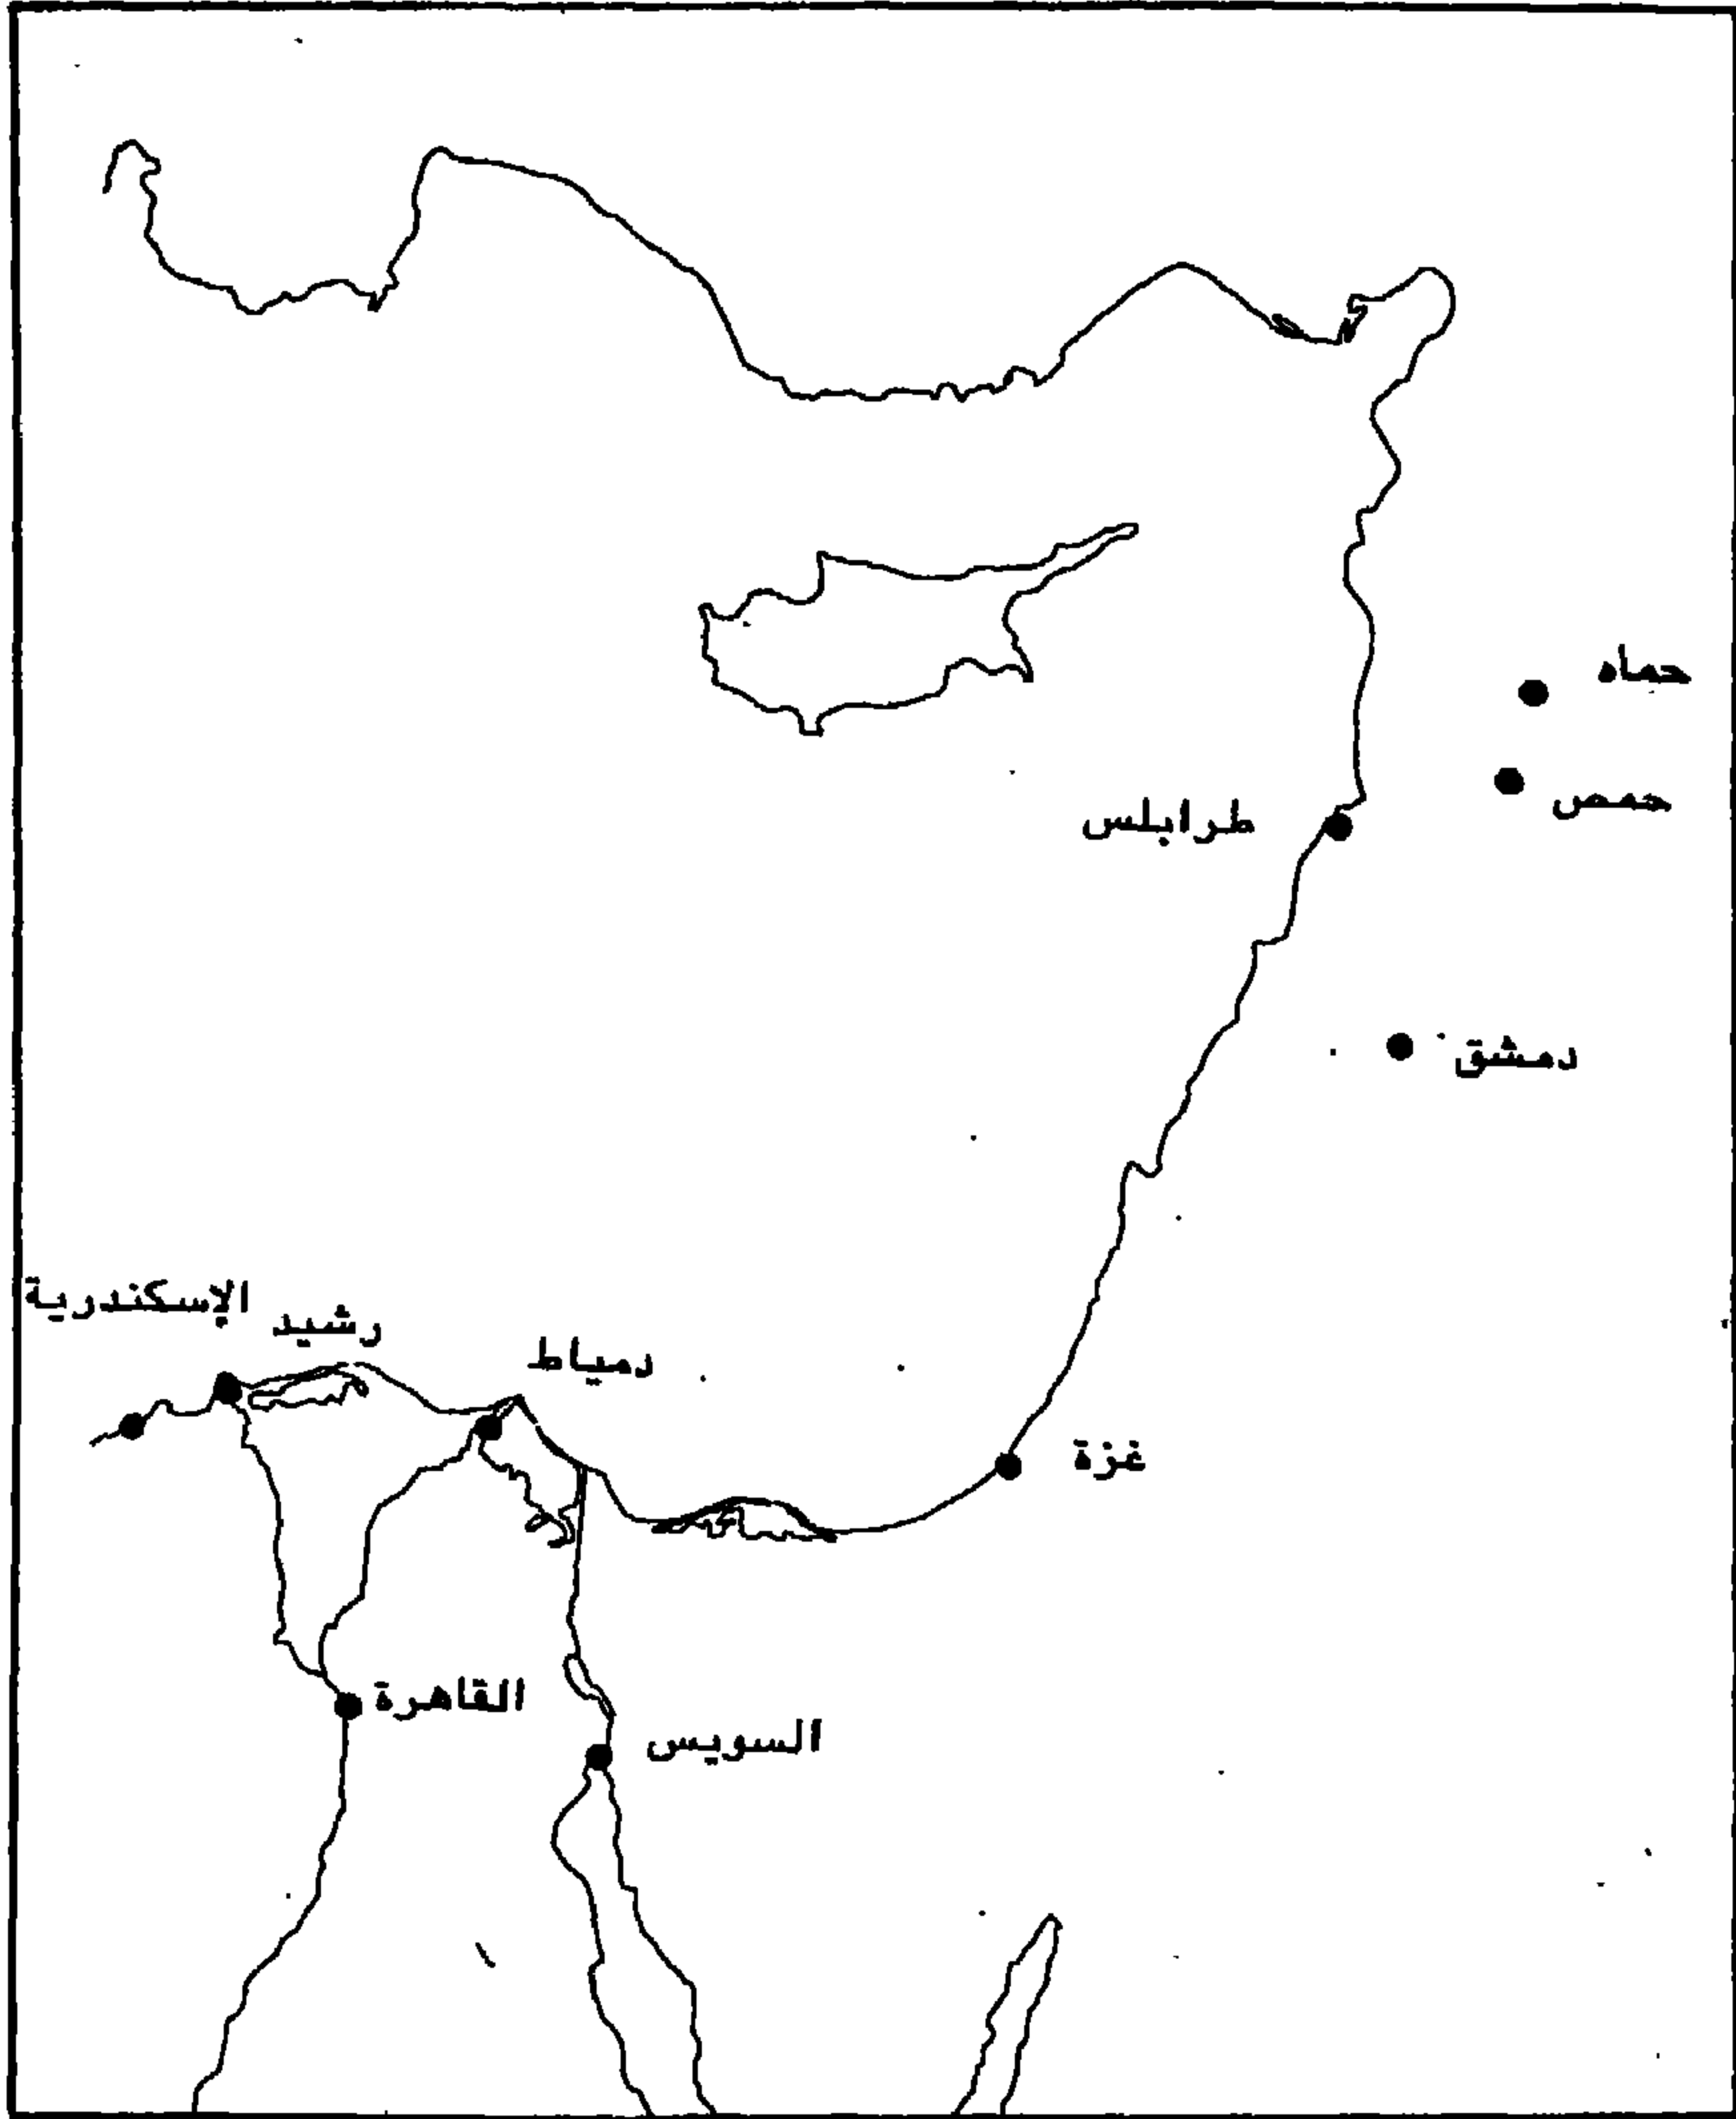 حماه
حمص
طرابلس
دمشق
الإسكندرية
رشيد
دمياط
غزة
القاهرة
السويس